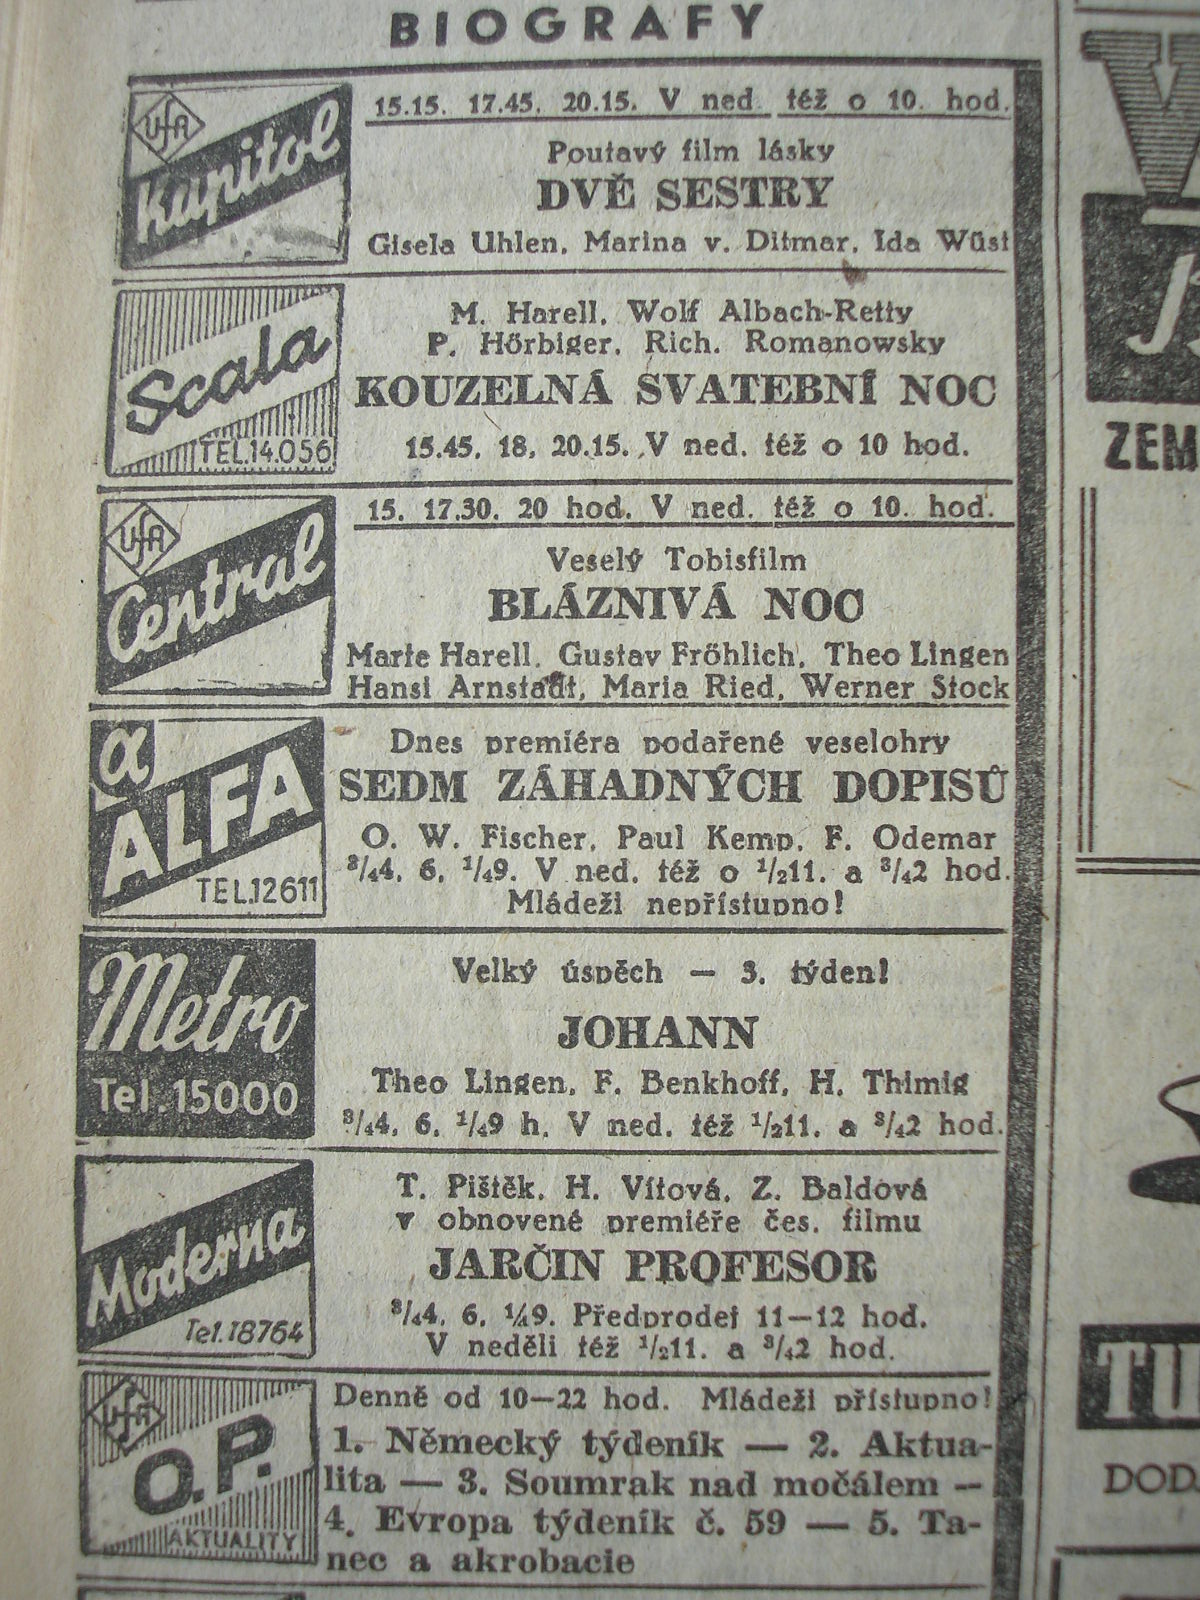 BIOGRAFY
UfA
Kapitol
15.15. 17.45. 20.15. V ned. též o 10. hod.
Poutavý film lásky
DVĚ SESTRY
Gisela Uhlen, Marina v. Ditmar, Ida Wüst
Scala
TEL.14.056
M. Harell, Wolf Albach-Retty
P. Hörbiger, Rich. Romanowsky
KOUZELNÁ SVATEBNÍ NOC
15.45, 18, 20.15. V ned. též o 10 hod.
UfA
Central
15. 17.30. 20 hod. V ned. též o 10. hod.
Veselý Tobisfilm
BLÁZNIVÁ NOC
Marte Harell, Gustav Fröhlich, Theo Lingen
Hansi Arnstadt, Maria Ried, Werner Stock
α
ALFA
TEL.12611
Dnes premiéra podařené veselohry
SEDM ZÁHADNÝCH DOPISŮ
O. W. Fischer, Paul Kemp, F. Odemar
3/44, 6, 1/49. V ned. též o 1/211. a 3/42 hod.
Mládeži nepřístupno!
Metro
Tel.15000
Velký úspěch — 3. týden!
JOHANN
Theo Lingen, F. Benkhoff, H. Thimig
3/44, 6, 1/49 h. V ned. též 1/211. a 3/42 hod.
Moderna
Tel.18764
T. Pištěk, H. Vítová, Z. Baldová
v obnovené premiéře čes. filmu
JARČIN PROFESOR
3/44, 6, 1/49. Předprodej 11—12 hod.
V neděli též 1/211. a 3/42 hod.
UfA
O.P.
AKTUALITY
Denně od 10—22 hod. Mládeži přístupno!
1. Německý týdeník — 2. Aktua-
lita — 3. Soumrak nad močálem —
4. Evropa týdeník č. 59 — 5. Ta-
nec a akrobacie
ZEM
TU
DOD